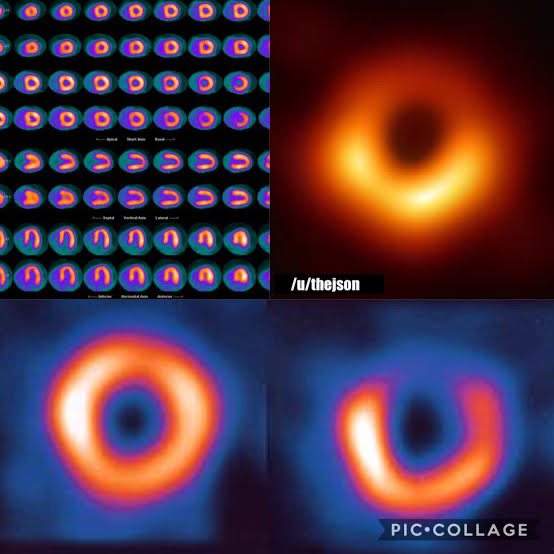 Apical Short Axis Basal
Septal Vertical Axis Lateral
Inferior Horizontal Axis Anterior
/u/thejson
PIC•COLLAGE